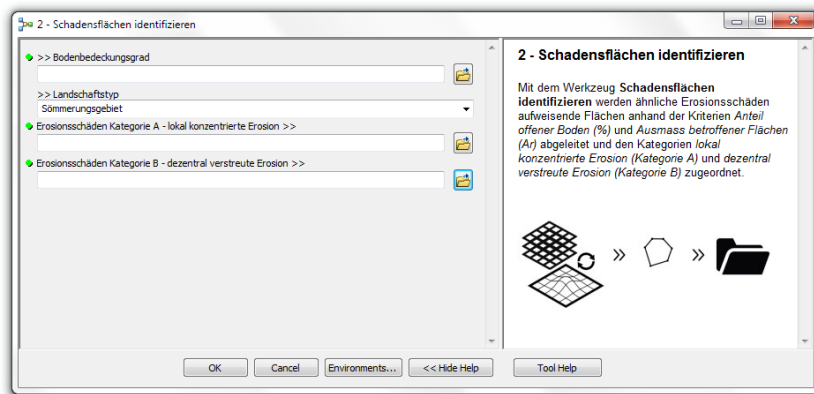 2 - Schadensflächen identifizieren
>> Bodenbedeckungsgrad
>> Landschaftstyp
Sömmerungsgebiet
Erosionsschäden Kategorie A - lokal konzentrierte Erosion >>
Erosionsschäden Kategorie B - dezentral verstreute Erosion >>
2 - Schadensflächen identifizieren
Mit dem Werkzeug Schadensflächen
identifizieren werden ähnliche Erosionsschäden
aufweisende Flächen anhand der Kriterien Anteil
offener Boden (%) und Ausmass betroffener Flächen
(Ar) abgeleitet und den Kategorien lokal
konzentrierte Erosion (Kategorie A) und dezentral
verstreute Erosion (Kategorie B) zugeordnet.
OK
Cancel
Environments...
<< Hide Help
Tool Help